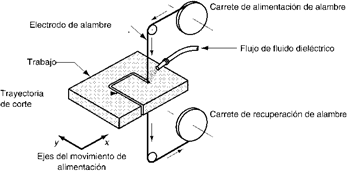 Carrete de alimentación de alambre
Electrodo de alambre
Flujo de fluido dieléctrico
Trabajo
Trayectoria
de corte
Carrete de recuperación de alambre
y
x
Ejes del movimiento de
alimentación